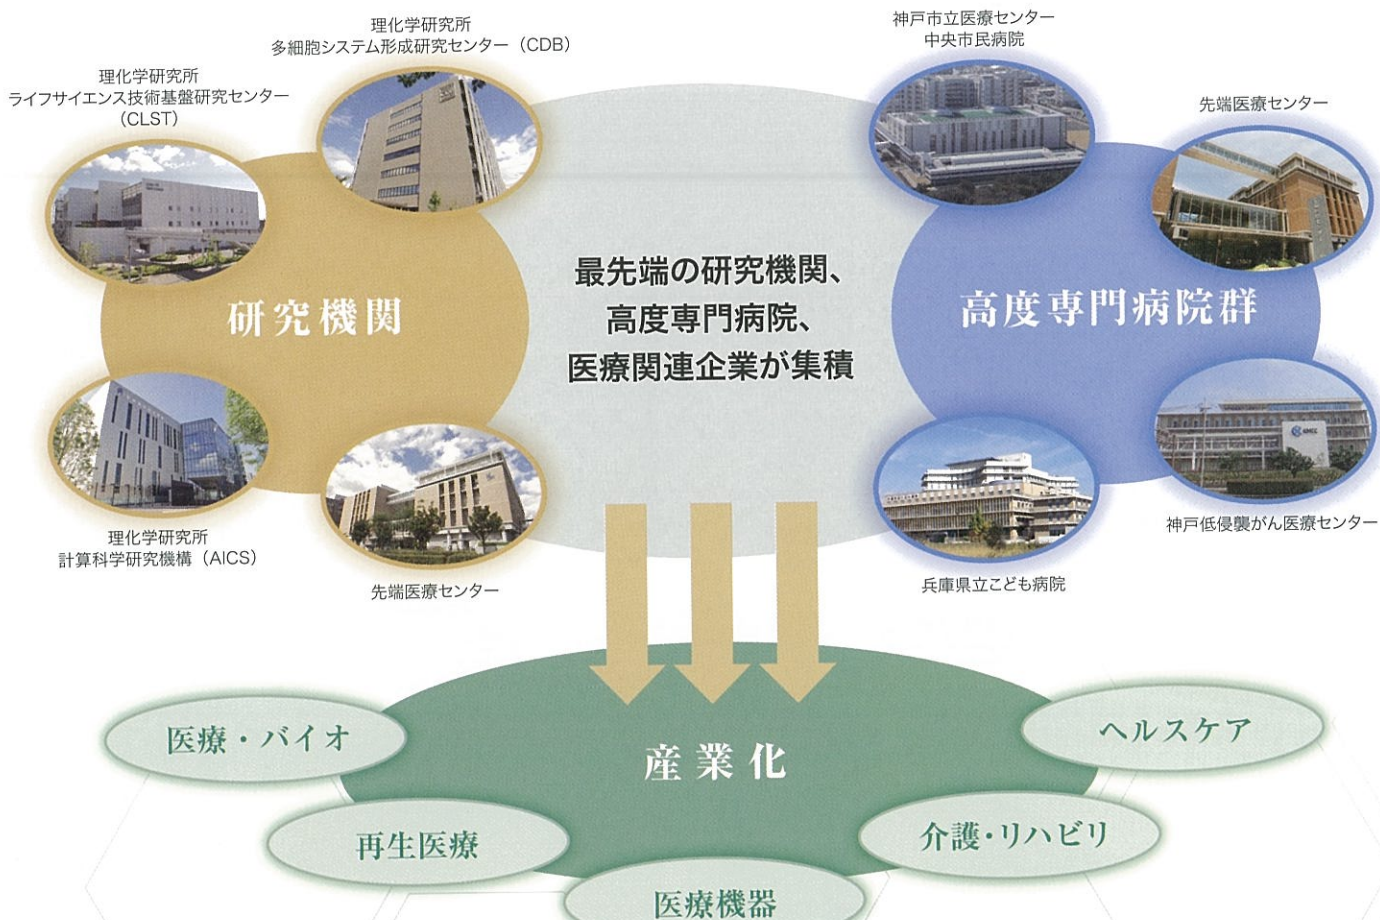 理化学研究所
多細胞システム形成研究センター（CDB）
理化学研究所
ライフサイエンス技術基盤研究センター
（CLST）
研究機関
理化学研究所
計算科学研究機構（AICS）
先端医療センター
最先端の研究機関、
高度専門病院、
医療関連企業が集積
神戸市立医療センター
中央市民病院
先端医療センター
高度専門病院群
KMCC
神戸低侵襲がん医療センター
兵庫県立こども病院
産業化
医療・バイオ
再生医療
医療機器
介護・リハビリ
ヘルスケア